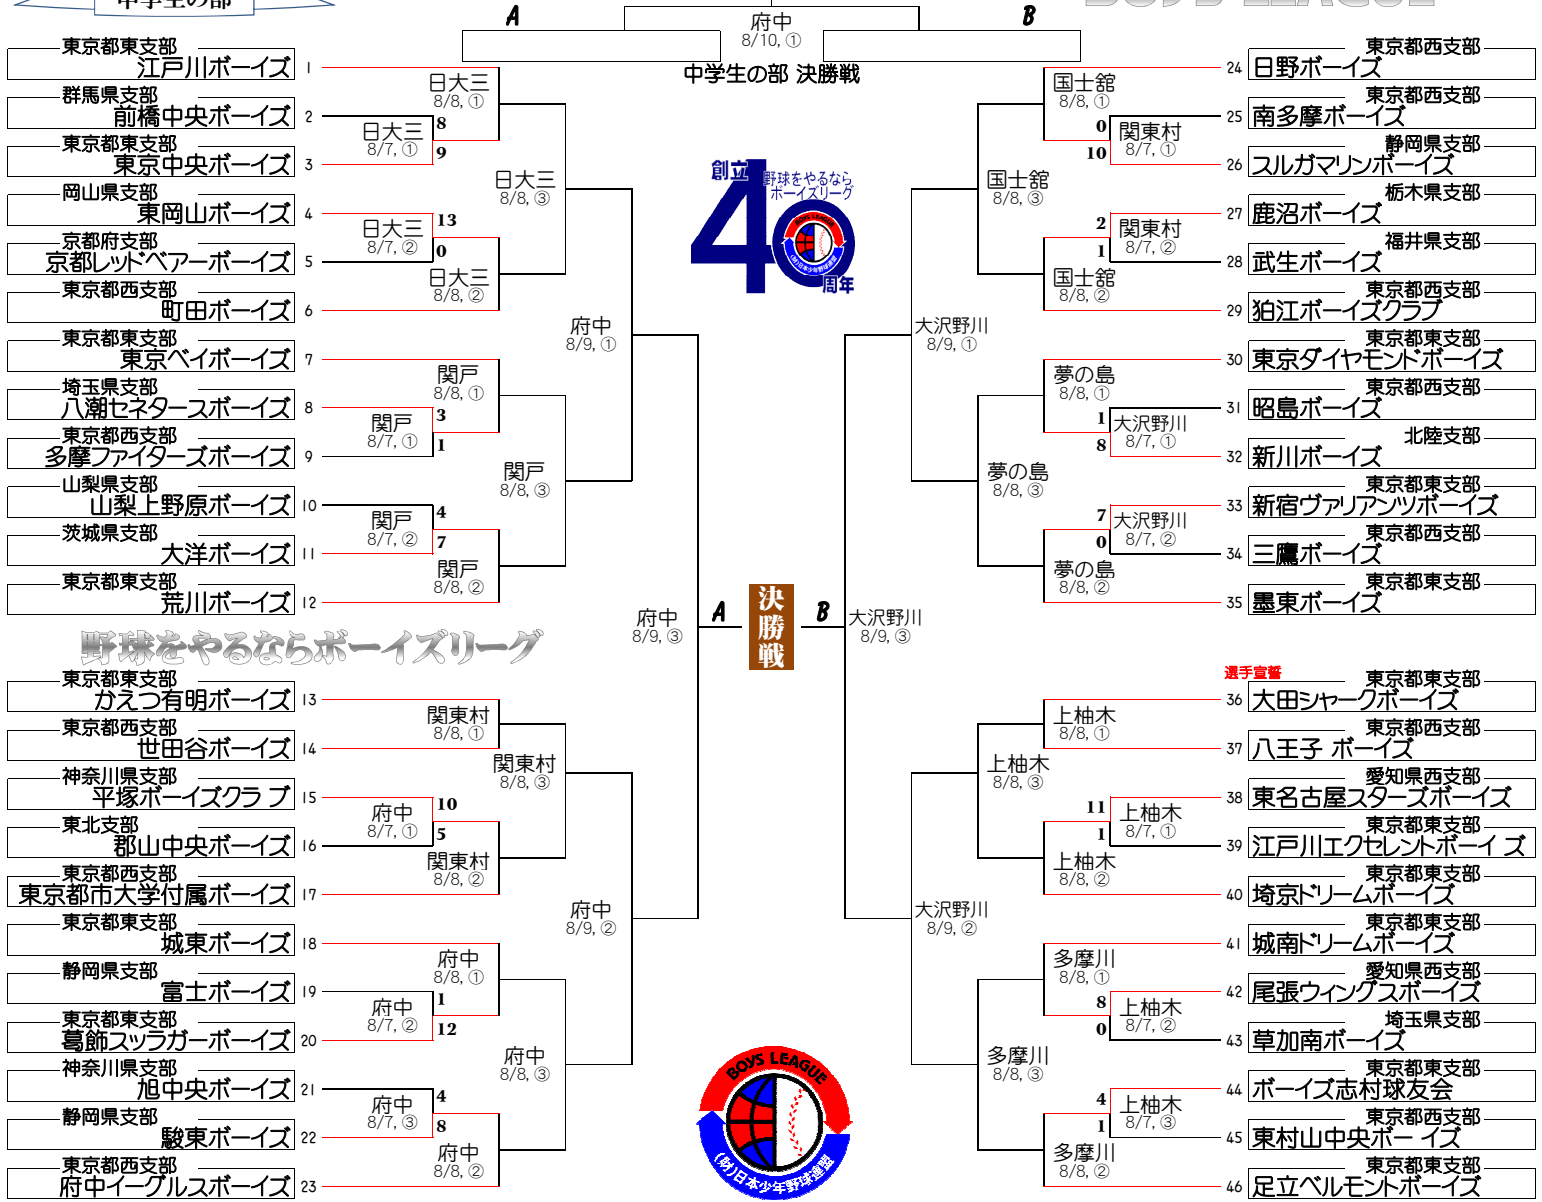 中学生の部
BOYS LEAGUE
A
B
府中
8/10, ①
中学生の部 決勝戦
東京都東支部
江戸川ボーイズ 1
群馬県支部
前橋中央ボーイズ 2
東京都東支部
東京中央ボーイズ 3
岡山県支部
東岡山ボーイズ 4
京都府支部
京都レッドベアーボーイズ 5
東京都西支部
町田ボーイズ 6
東京都東支部
東京ベイボーイズ 7
埼玉県支部
八潮セネタースボーイズ 8
東京都西支部
多摩ファイターズボーイズ 9
山梨県支部
山梨上野原ボーイズ 10
茨城県支部
大洋ボーイズ 11
東京都東支部
荒川ボーイズ 12
日大三
8/8, ①
8
日大三
8/7, ①
9
日大三
8/8, ③
13
日大三
8/7, ②
0
日大三
8/8, ②
府中
8/9, ①
関戸
8/8, ①
3
関戸
8/7, ①
1
関戸
8/8, ③
4
関戸
8/7, ②
7
関戸
8/8, ②
野球をやるならボーイズリーグ
東京都東支部
かえつ有明ボーイズ 13
東京都西支部
世田谷ボーイズ 14
神奈川県支部
平塚ボーイズクラ ブ 15
東北支部
郡山中央ボーイズ 16
東京都西支部
東京都市大学付属ボーイズ 17
東京都東支部
城東ボーイズ 18
静岡県支部
富士ボーイズ 19
東京都東支部
葛飾スッラガーボーイズ 20
神奈川県支部
旭中央ボーイズ 21
静岡県支部
駿東ボーイズ 22
東京都西支部
府中イーグルスボーイズ 23
関東村
8/8, ①
関東村
8/8, ③
10
府中
8/7, ①
5
関東村
8/8, ②
府中
8/9, ②
府中
8/8, ①
1
府中
8/7, ②
12
府中
8/8, ③
4
府中
8/7, ③
8
府中
8/8, ②
府中
8/9, ③
A
決勝戦
B
大沢野川
8/9, ③
創立
40
野球をやるなら
ボーイズリーグ
BOYS LEAGUE
(財)日本少年野球連盟
周年
BOYS LEAGUE
(財)日本少年野球連盟
国士舘
8/8, ①
0
関東村
8/7, ①
10
国士舘
8/8, ③
2
関東村
8/7, ②
1
国士舘
8/8, ②
大沢野川
8/9, ①
夢の島
8/8, ①
1
大沢野川
8/7, ①
8
夢の島
8/8, ③
7
大沢野川
8/7, ②
0
夢の島
8/8, ②
東京都西支部
24 日野ボーイズ
東京都西支部
25 南多摩ボーイズ
静岡県支部
26 スルガマリンボーイズ
栃木県支部
27 鹿沼ボーイズ
福井県支部
28 武生ボーイズ
東京都西支部
29 狛江ボーイズクラブ
東京都東支部
30 東京ダイヤモンドボーイズ
東京都西支部
31 昭島ボーイズ
北陸支部
32 新川ボーイズ
東京都東支部
33 新宿ヴァリアンツボーイズ
東京都西支部
34 三鷹ボーイズ
東京都東支部
35 墨東ボーイズ
上柚木
8/8, ①
上柚木
8/8, ③
11
上柚木
8/7, ①
1
上柚木
8/8, ②
大沢野川
8/9, ②
多摩川
8/8, ①
8
上柚木
8/7, ②
0
多摩川
8/8, ③
4
上柚木
8/7, ③
1
多摩川
8/8, ②
選手宣誓
東京都東支部
36 大田シャークボーイズ
東京都西支部
37 八王子 ボーイズ
愛知県西支部
38 東名古屋スターズボーイズ
東京都東支部
39 江戸川エクセレントボーイ ズ
東京都東支部
40 埼京ドリームボーイズ
東京都東支部
41 城南ドリームボーイズ
愛知県西支部
42 尾張ウィングスボーイズ
埼玉県支部
43 草加南ボーイズ
東京都東支部
44 ボーイズ志村球友会
東京都西支部
45 東村山中央ボー イズ
東京都東支部
46 足立ベルモントボーイズ